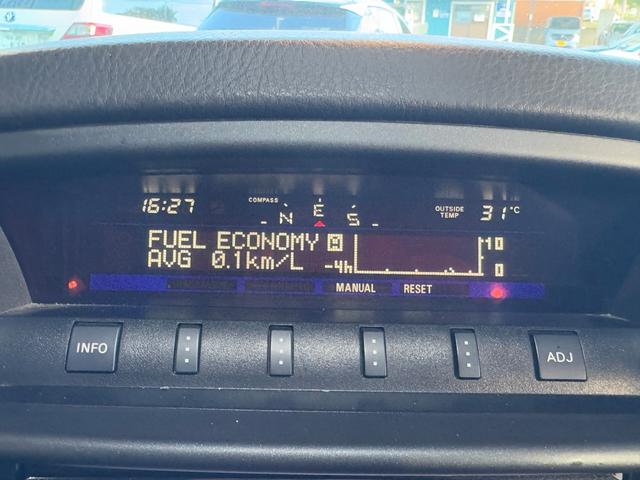 16:27
COMPASS
N E S
OUTSIDE TEMP 31°C
FUEL ECONOMY M 10
AVG 0.1km/L -4h 0
MANUAL RESET
INFO
ADJ